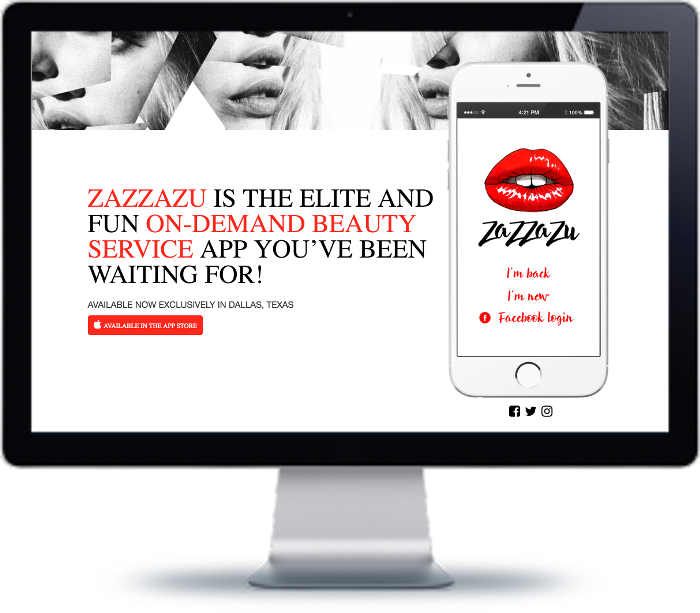 ZAZZAZU IS THE ELITE AND
FUN ON-DEMAND BEAUTY
SERVICE APP YOU'VE BEEN
WAITING FOR!
AVAILABLE NOW EXCLUSIVELY IN DALLAS, TEXAS
AVAILABLE IN THE APP STORE
4:21 PM
100%
ZaZZaZu
I'm back
I'm new
Facebook login